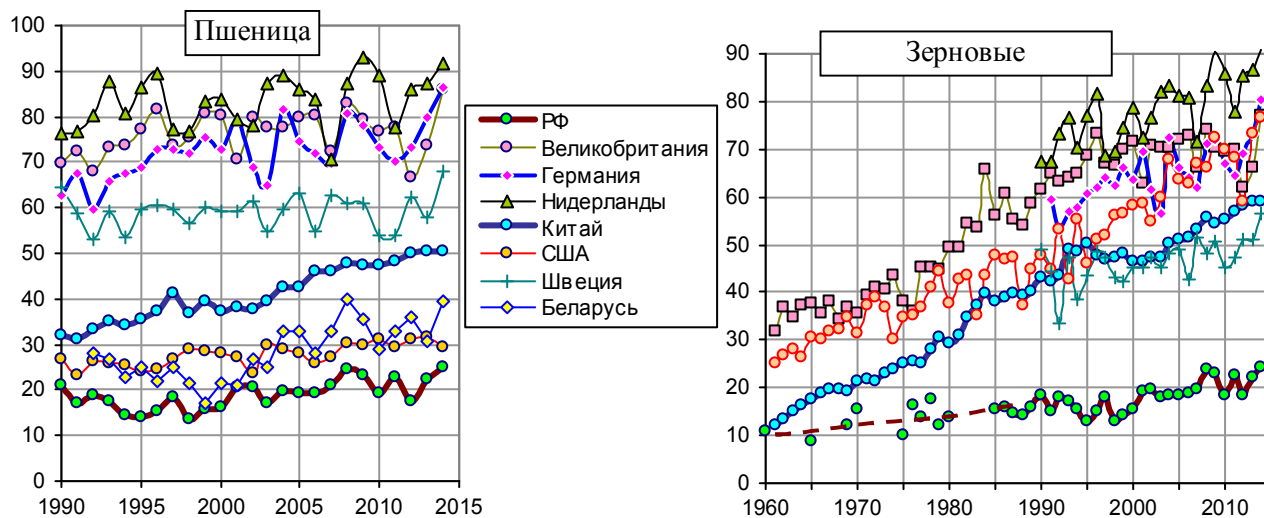 Пшеница
100
90
80
70
60
50
40
30
20
10
0
1990 1995 2000 2005 2010 2015
РФ
Великобритания
Германия
Нидерланды
Китай
США
Швеция
Беларусь
Зерновые
90
80
70
60
50
40
30
20
10
0
1960 1970 1980 1990 2000 2010